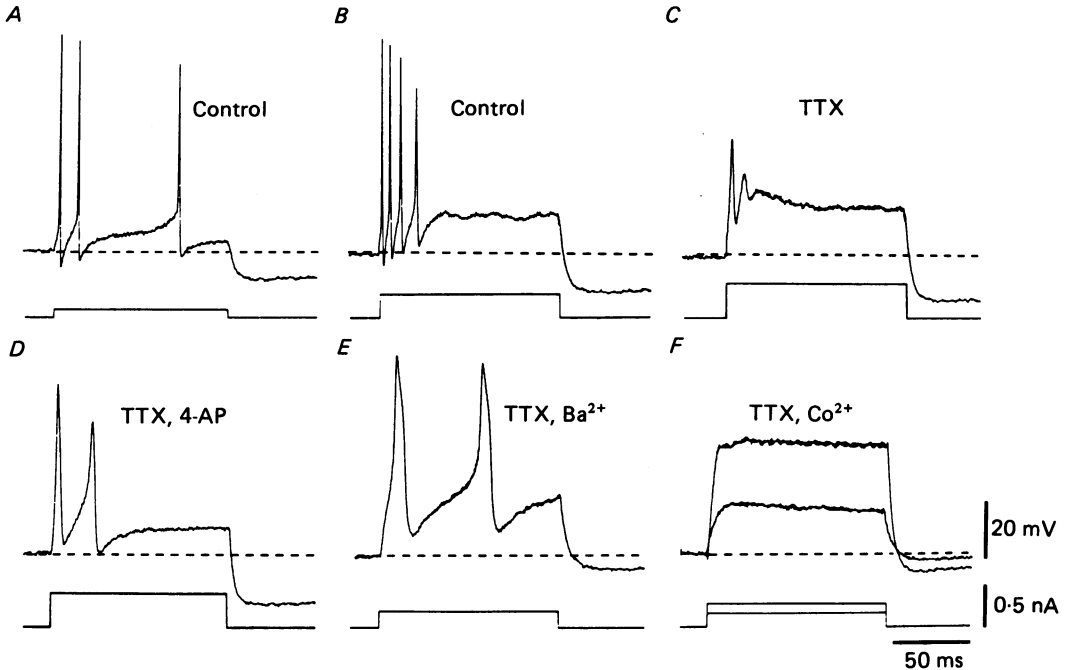 A
B
C
Control
Control
TTX
D
E
F
TTX, 4-AP
TTX, Ba²⁺
TTX, Co²⁺
20 mV
0·5 nA
50 ms